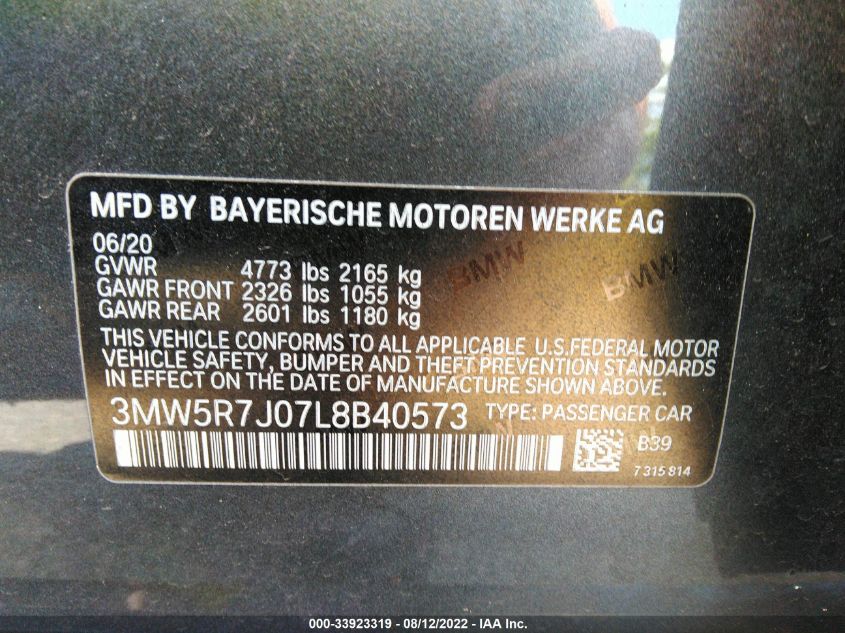 MFD BY BAYERISCHE MOTOREN WERKE AG
06/20
GVWR 4773 lbs 2165 kg
GAWR FRONT 2326 lbs 1055 kg
GAWR REAR 2601 lbs 1180 kg
BMW BMW
THIS VEHICLE CONFORMS TO ALL APPLICABLE U.S.FEDERAL MOTOR
VEHICLE SAFETY, BUMPER AND THEFT PREVENTION STANDARDS
IN EFFECT ON THE DATE OF MANUFACTURE SHOWN ABOVE.
3MW5R7J07L8B40573 TYPE: PASSENGER CAR
B39
7315814
000-33923319 - 08/12/2022 - IAA Inc.